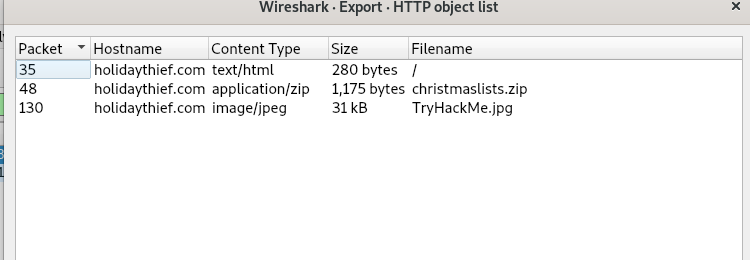 Wireshark · Export · HTTP object list
Packet Hostname Content Type Size Filename
35 holidaythief.com text/html 280 bytes /
48 holidaythief.com application/zip 1,175 bytes christmaslists.zip
130 holidaythief.com image/jpeg 31 kB TryHackMe.jpg